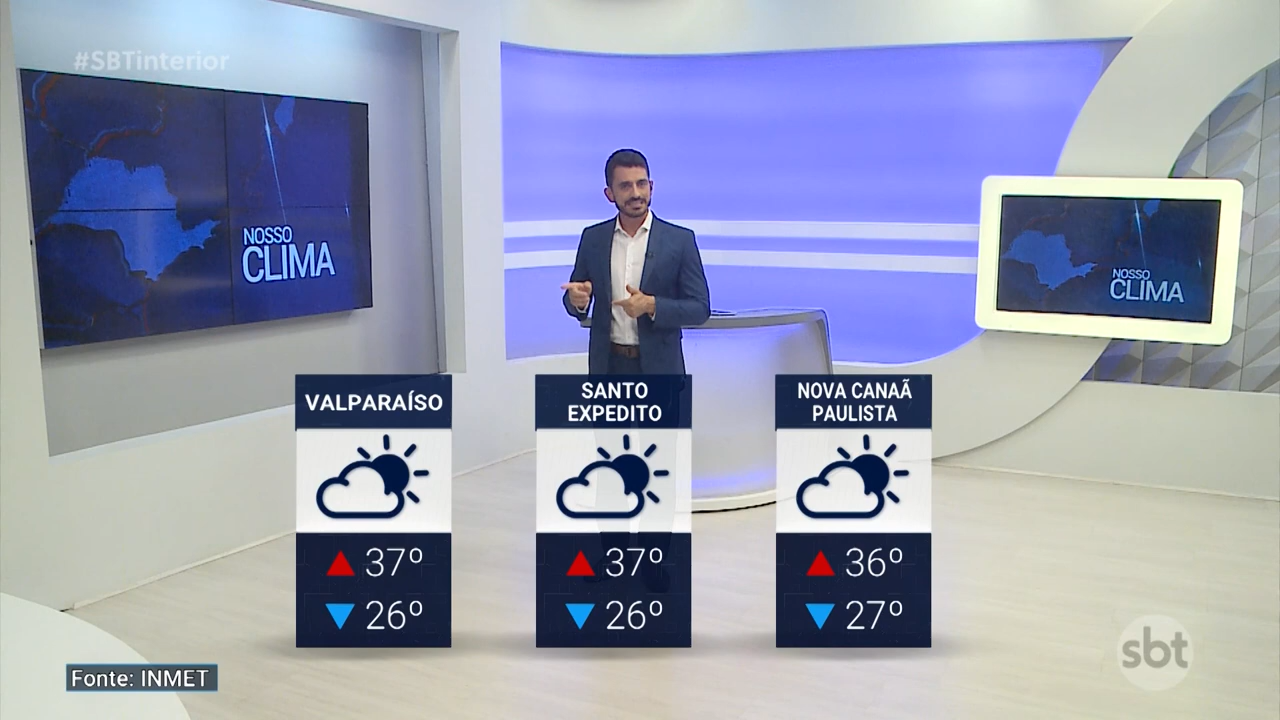 #SBTinterior
NOSSO
CLIMA
NOSSO
CLIMA
VALPARAÍSO
SANTO
EXPEDITO
NOVA CANAÃ
PAULISTA
37º
37º
36º
26º
26º
27º
sbt
Fonte: INMET